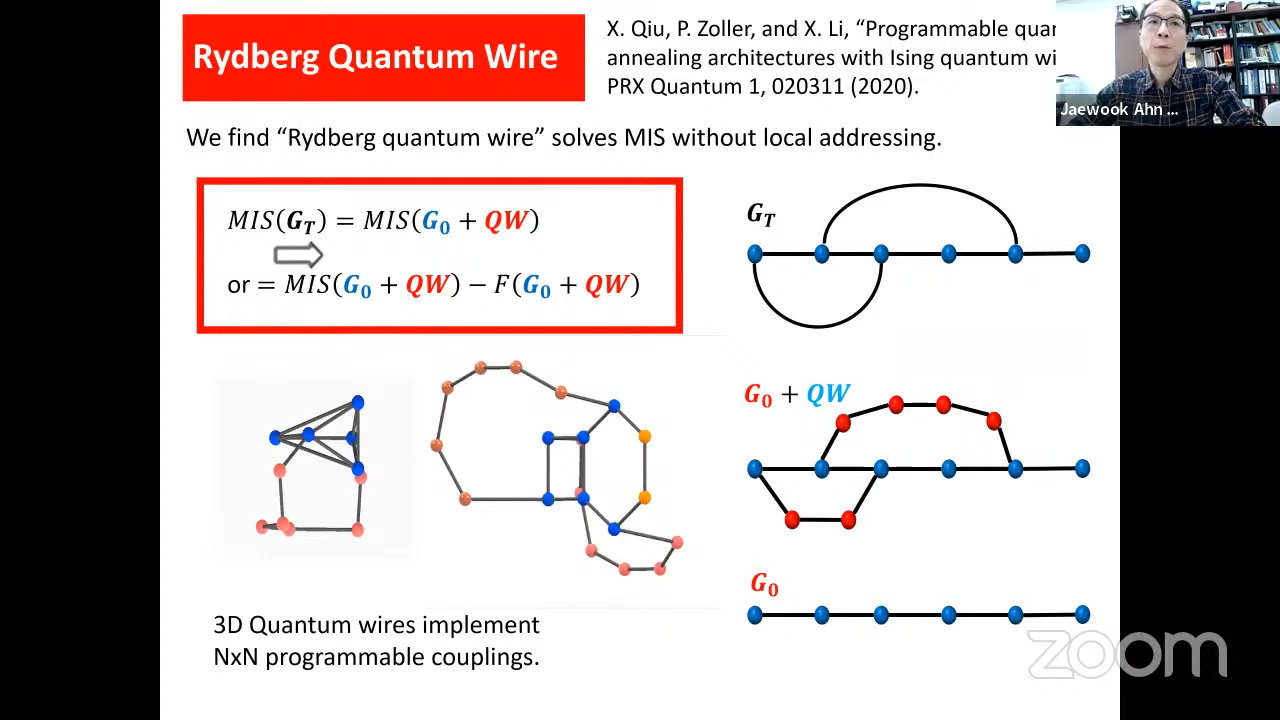 Rydberg Quantum Wire
X. Qiu, P. Zoller, and X. Li, “Programmable quan
annealing architectures with Ising quantum wi
PRX Quantum 1, 020311 (2020).
Jaewook Ahn ...
We find “Rydberg quantum wire” solves MIS without local addressing.
MIS(G_T) = MIS(G_0 + QW)
or = MIS(G_0 + QW) − F(G_0 + QW)
G_T
G_0 + QW
G_0
3D Quantum wires implement
NxN programmable couplings.
zoom